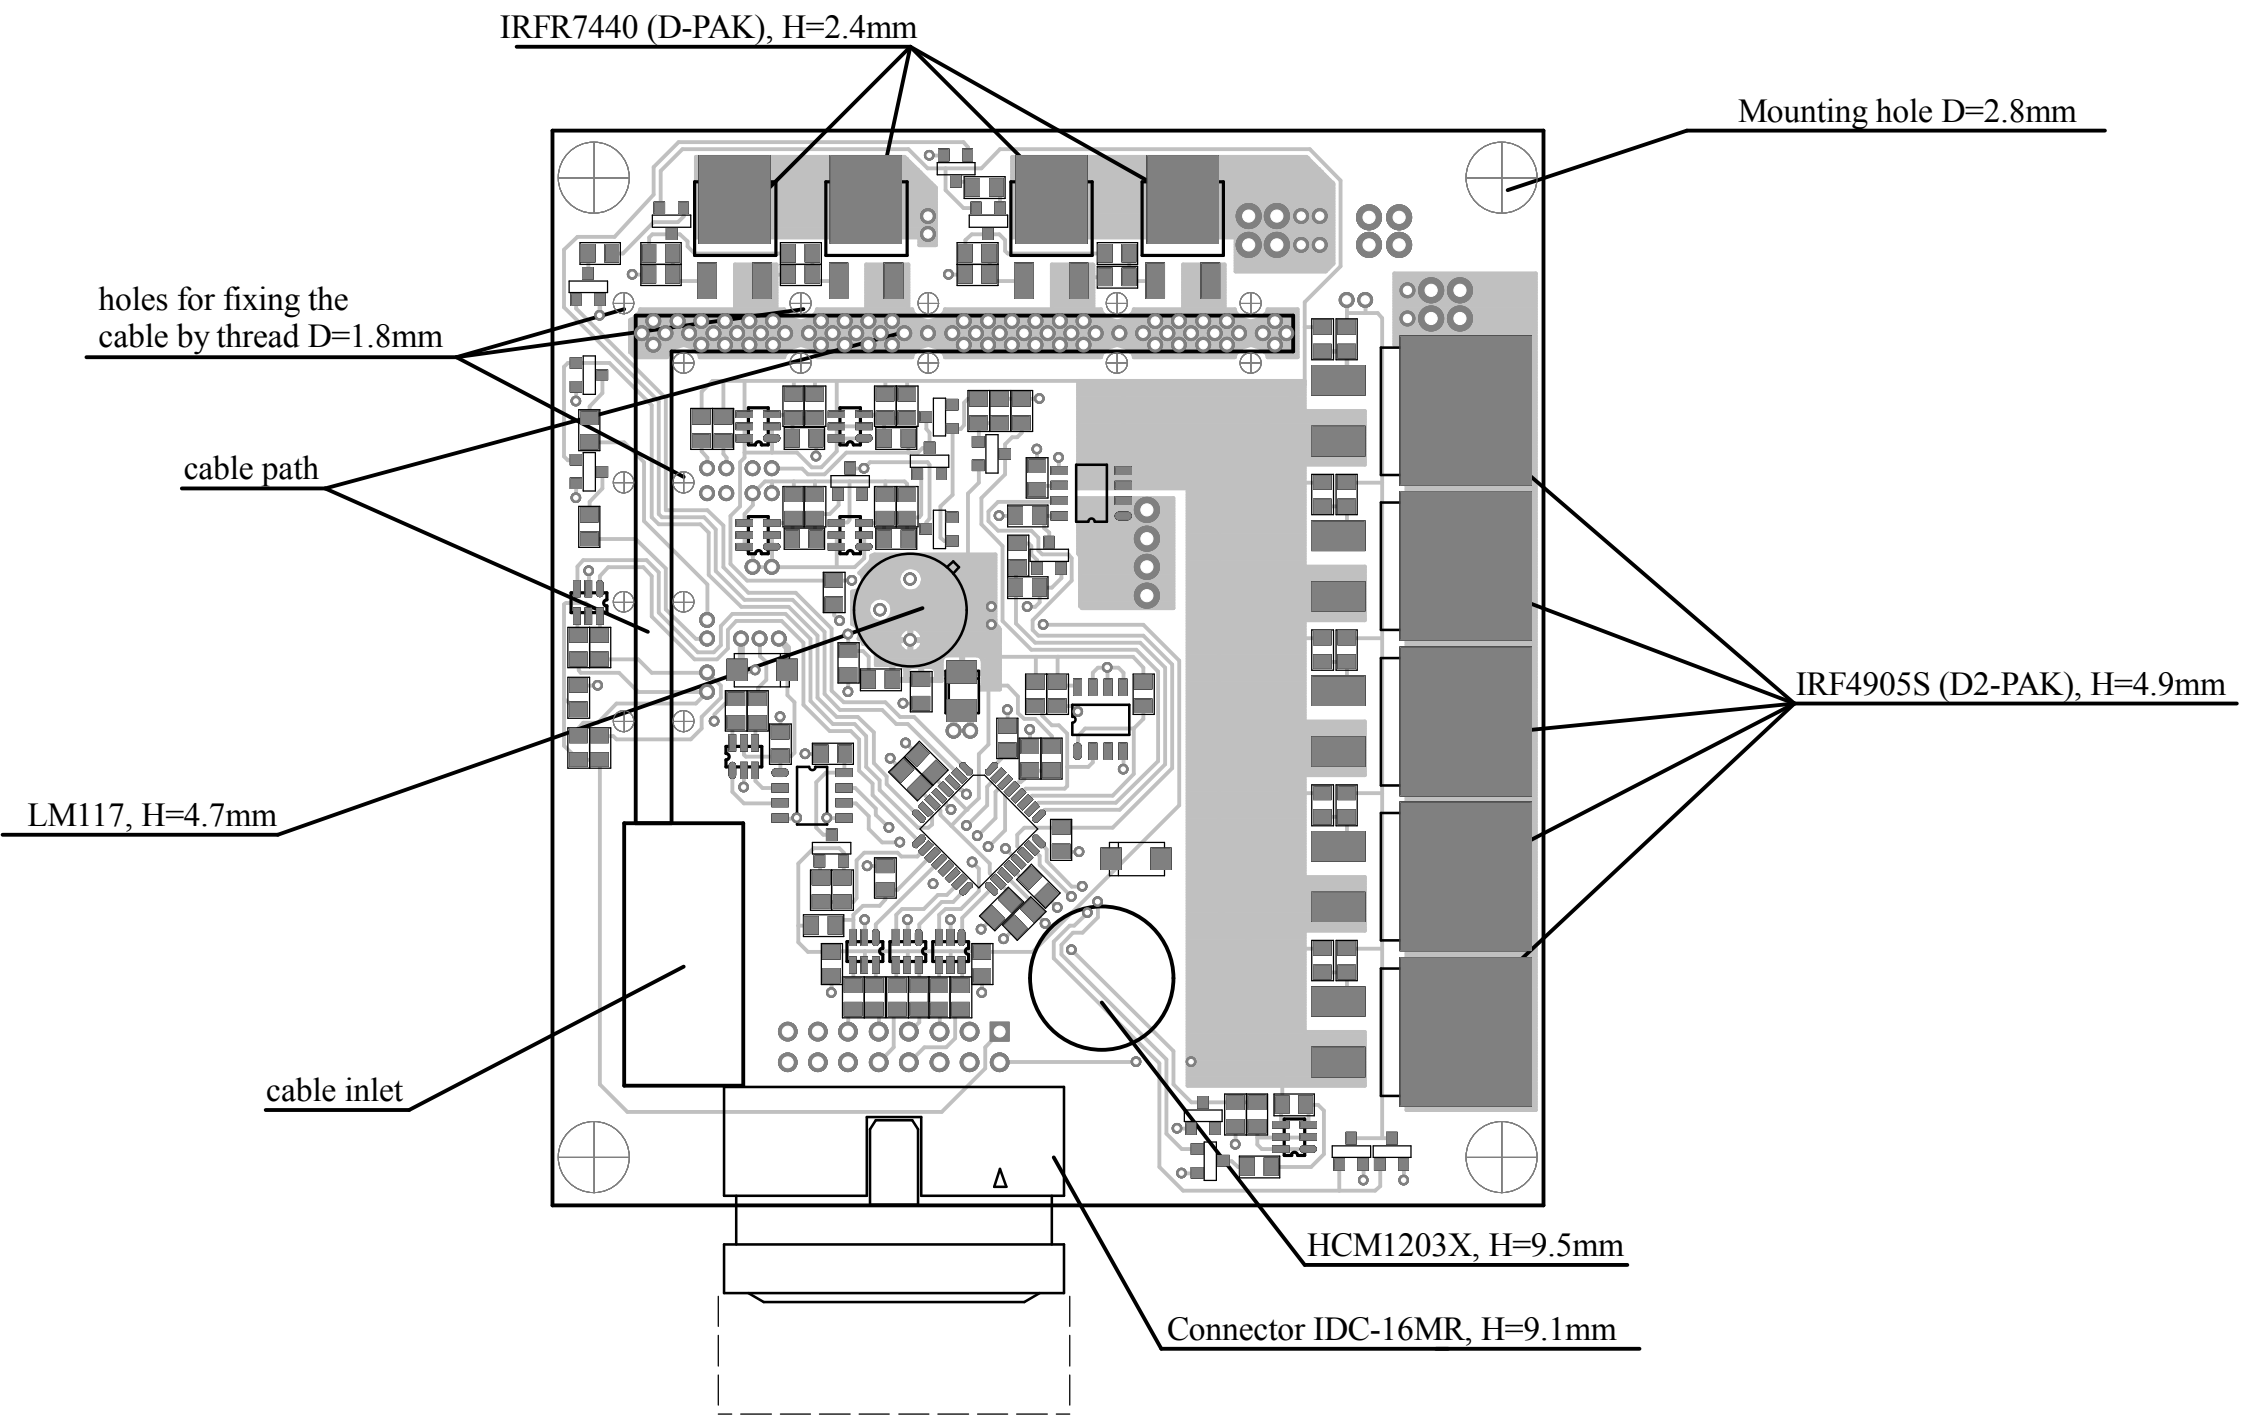 IRFR7440 (D-PAK), H=2.4mm
Mounting hole D=2.8mm
holes for fixing the
cable by thread D=1.8mm
cable path
IRF4905S (D2-PAK), H=4.9mm
LM117, H=4.7mm
cable inlet
HCM1203X, H=9.5mm
Connector IDC-16MR, H=9.1mm